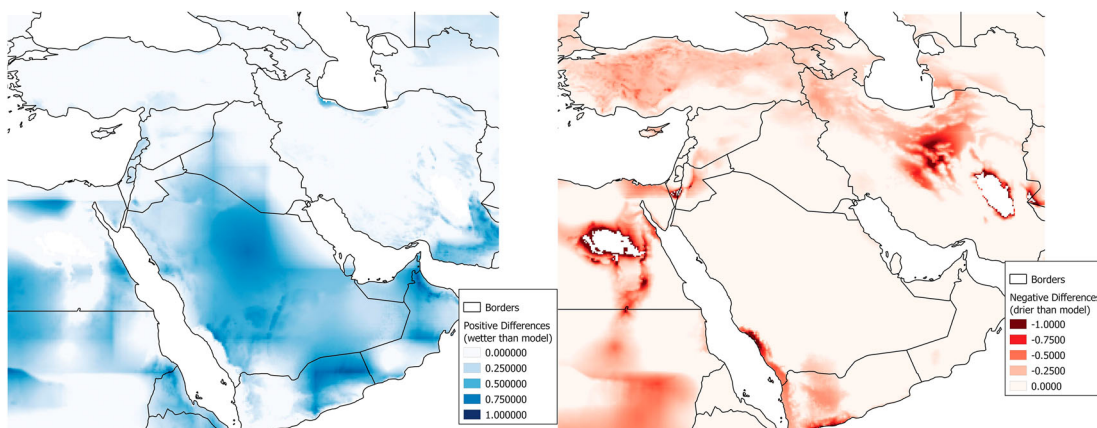 Borders
Positive Differences
(wetter than model)
0.000000
0.250000
0.500000
0.750000
1.000000
Borders
Negative Differences
(drier than model)
-1.0000
-0.7500
-0.5000
-0.2500
0.0000